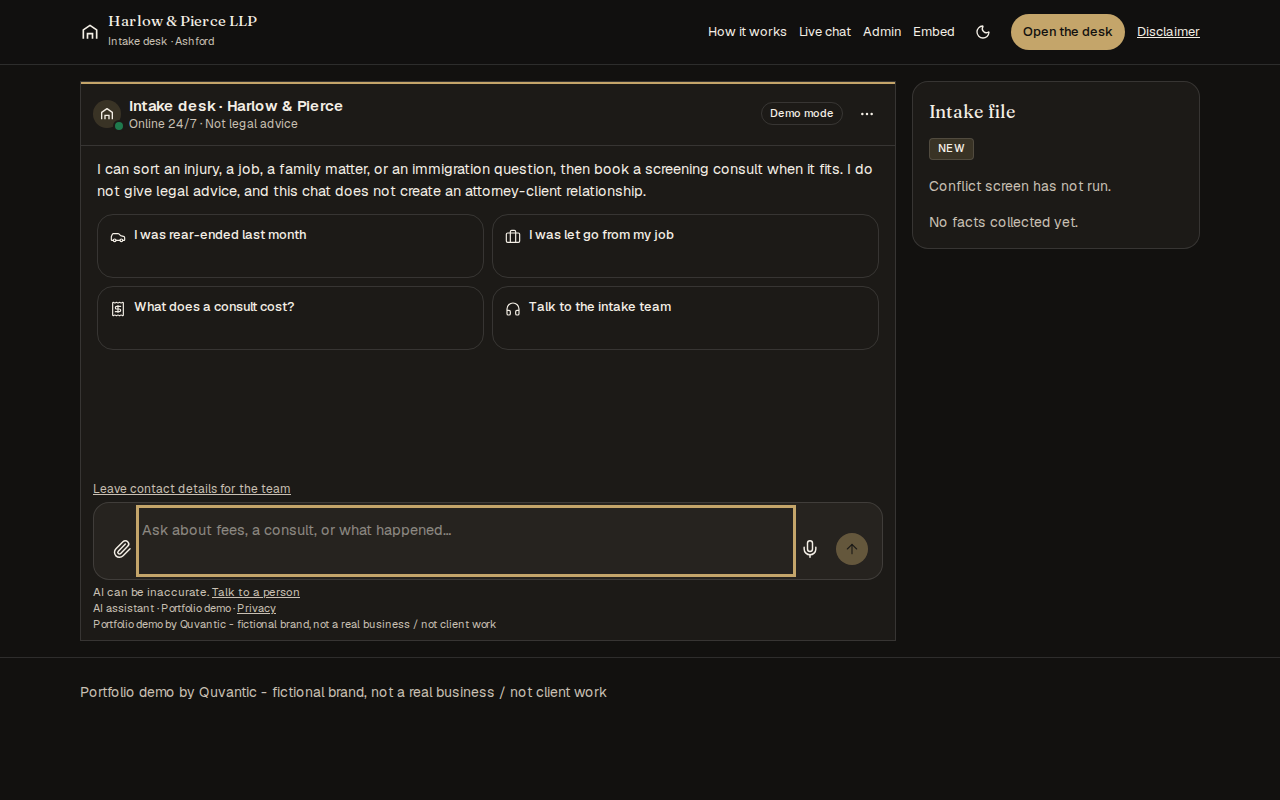 Harlow & Pierce LLP
Intake desk · Ashford
How it works
Live chat
Admin
Embed
Open the desk
Disclaimer
Intake desk · Harlow & Pierce
Online 24/7 · Not legal advice
Demo mode
I can sort an injury, a job, a family matter, or an immigration question, then book a screening consult when it fits. I do
not give legal advice, and this chat does not create an attorney-client relationship.
I was rear-ended last month
I was let go from my job
What does a consult cost?
Talk to the intake team
Leave contact details for the team
Ask about fees, a consult, or what happened…
AI can be inaccurate. Talk to a person
AI assistant · Portfolio demo · Privacy
Portfolio demo by Quvantic - fictional brand, not a real business / not client work
Intake file
NEW
Conflict screen has not run.
No facts collected yet.
Portfolio demo by Quvantic - fictional brand, not a real business / not client work